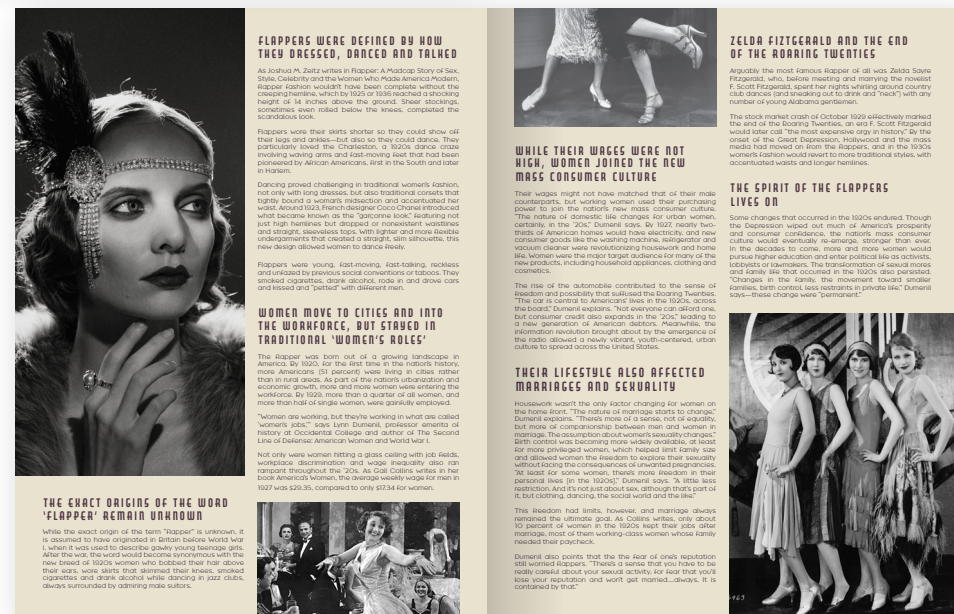 THE EXACT ORIGINS OF THE WORD
'FLAPPER' REMAIN UNKNOWN
While the exact origin of the term "flapper" is unknown, it
is assumed to have originated in Britain before World War
I, when it was used to describe gawky young teenage girls.
After the war, the word would become synonymous with the
new breed of 1920s women who bobbed their hair above
their ears, wore skirts that skimmed their knees, smoked
cigarettes and drank alcohol while dancing in jazz clubs,
always surrounded by admiring male suitors.
FLAPPERS WERE DEFINED BY HOW
THEY DRESSED, DANCED AND TALKED
As Joshua M. Zeitz writes in Flapper: A Madcap Story of Sex,
Style, Celebrity and the Women Who Made America Modern,
flapper fashion wouldn't have been complete without the
creeping hemline, which by 1925 or 1936 reached a shocking
height of 14 inches above the ground. Sheer stockings,
sometimes even rolled below the knees, completed the
scandalous look.
Flappers wore their skirts shorter so they could show off
their legs and ankles—but also so they could dance. They
particularly loved the Charleston, a 1920s dance craze
involving waving arms and fast-moving feet that had been
pioneered by African Americans, first in the South and later
in Harlem.
Dancing proved challenging in traditional women's fashion,
not only with long dresses, but also traditional corsets that
tightly bound a woman's midsection and accentuated her
waist. Around 1923, French designer Coco Chanel introduced
what became known as the "garçonne look," featuring not
just high hemlines but dropped or nonexistent waistlines
and straight, sleeveless tops, with lighter and more flexible
undergarments that created a straight, slim silhouette, this
new design allowed women to dance freely.
Flappers were young, fast-moving, fast-talking, reckless
and unfazed by previous social conventions or taboos. They
smoked cigarettes, drank alcohol, rode in and drove cars
and kissed and "petted" with different men.
WOMEN MOVE TO CITIES AND INTO
THE WORKFORCE, BUT STAYED IN
TRADITIONAL 'WOMEN'S ROLES'
The flapper was born out of a growing landscape in
America. By 1920, for the first time in the nation's history,
more Americans (51 percent) were living in cities rather
than in rural areas. As part of the nation's urbanization and
economic growth, more and more women were entering the
workforce. By 1929, more than a quarter of all women, and
more than half of single women, were gainfully employed.
"Women are working, but they're working in what are called
'women's jobs,'" says Lynn Dumenil, professor emerita of
history at Occidental College and author of The Second
Line of Defense: American Women and World War I.
Not only were women hitting a glass ceiling with job fields,
workplace discrimination and wage inequality also ran
rampant throughout the '20s. As Gail Collins writes in her
book America's Women, the average weekly wage for men in
1927 was $29.35, compared to only $17.34 for women.
WHILE THEIR WAGES WERE NOT
HIGH, WOMEN JOINED THE NEW
MASS CONSUMER CULTURE
Their wages might not have matched that of their male
counterparts, but working women used their purchasing
power to join the nation's new mass consumer culture.
"The nature of domestic life changes for urban women,
certainly, in the '20s," Dumenil says. By 1927, nearly two-
thirds of American homes would have electricity, and new
consumer goods like the washing machine, refrigerator and
vacuum cleaner were revolutionizing housework and home
life. Women were the major target audience for many of the
new products, including household appliances, clothing and
cosmetics.
The rise of the automobile contributed to the sense of
freedom and possibility that suffused the Roaring Twenties.
"The car is central to Americans' lives in the 1920s, across
the board," Dumenil explains. "Not everyone can afford one,
but consumer credit also expands in the '20s," leading to
a new generation of American debtors. Meanwhile, the
information revolution brought about by the emergence of
the radio allowed a newly vibrant, youth-centered, urban
culture to spread across the United States.
THEIR LIFESTYLE ALSO AFFECTED
MARRIAGES AND SEXUALITY
Housework wasn't the only factor changing for women on
the home front. "The nature of marriage starts to change,"
Dumenil explains. "There's more of a sense, not of equality,
but more of companionship between men and women in
marriage. The assumption about women's sexuality changes."
Birth control was becoming more widely available, at least
for more privileged women, which helped limit family size
and allowed women the freedom to explore their sexuality
without facing the consequences of unwanted pregnancies.
"At least for some women, there's more freedom in their
personal lives [in the 1920s]," Dumenil says. "A little less
restriction. And it's not just about sex, although that's part of
it, but clothing, dancing, the social world and the like."
This freedom had limits, however, and marriage always
remained the ultimate goal. As Collins writes, only about
10 percent of women in the 1920s kept their jobs after
marriage, most of them working-class women whose family
needed their paycheck.
Dumenil also points that the the fear of one's reputation
still worried flappers. "There's a sense that you have to be
really careful about your sexual activity, for fear that you'll
lose your reputation and won't get married...always. It is
contained by that."
ZELDA FIZTGERALD AND THE END
OF THE ROARING TWENTIES
Arguably the most famous flapper of all was Zelda Sayre
Fitzgerald, who, before meeting and marrying the novelist
F. Scott Fitzgerald, spent her nights whirling around country
club dances (and sneaking out to drink and "neck") with any
number of young Alabama gentlemen.
The stock market crash of October 1929 effectively marked
the end of the Roaring Twenties, an era F. Scott Fitzgerald
would later call "the most expensive orgy in history." By the
onset of the Great Depression, Hollywood and the mass
media had moved on from the flappers, and in the 1930s
women's fashion would revert to more traditional styles, with
accentuated waists and longer hemlines.
THE SPIRIT OF THE FLAPPERS
LIVES ON
Some changes that occurred in the 1920s endured. Though
the Depression wiped out much of America's prosperity
and consumer confidence, the nation's mass consumer
culture would eventually re-emerge, stronger than ever.
In the decades to come, more and more women would
pursue higher education and enter political life as activists,
lobbyists or lawmakers. The transformation of sexual mores
and family life that occurred in the 1920s also persisted.
"Changes in the family, the movement toward smaller
families, birth control, less restraints in private life," Dumenil
says—these change were "permanent."